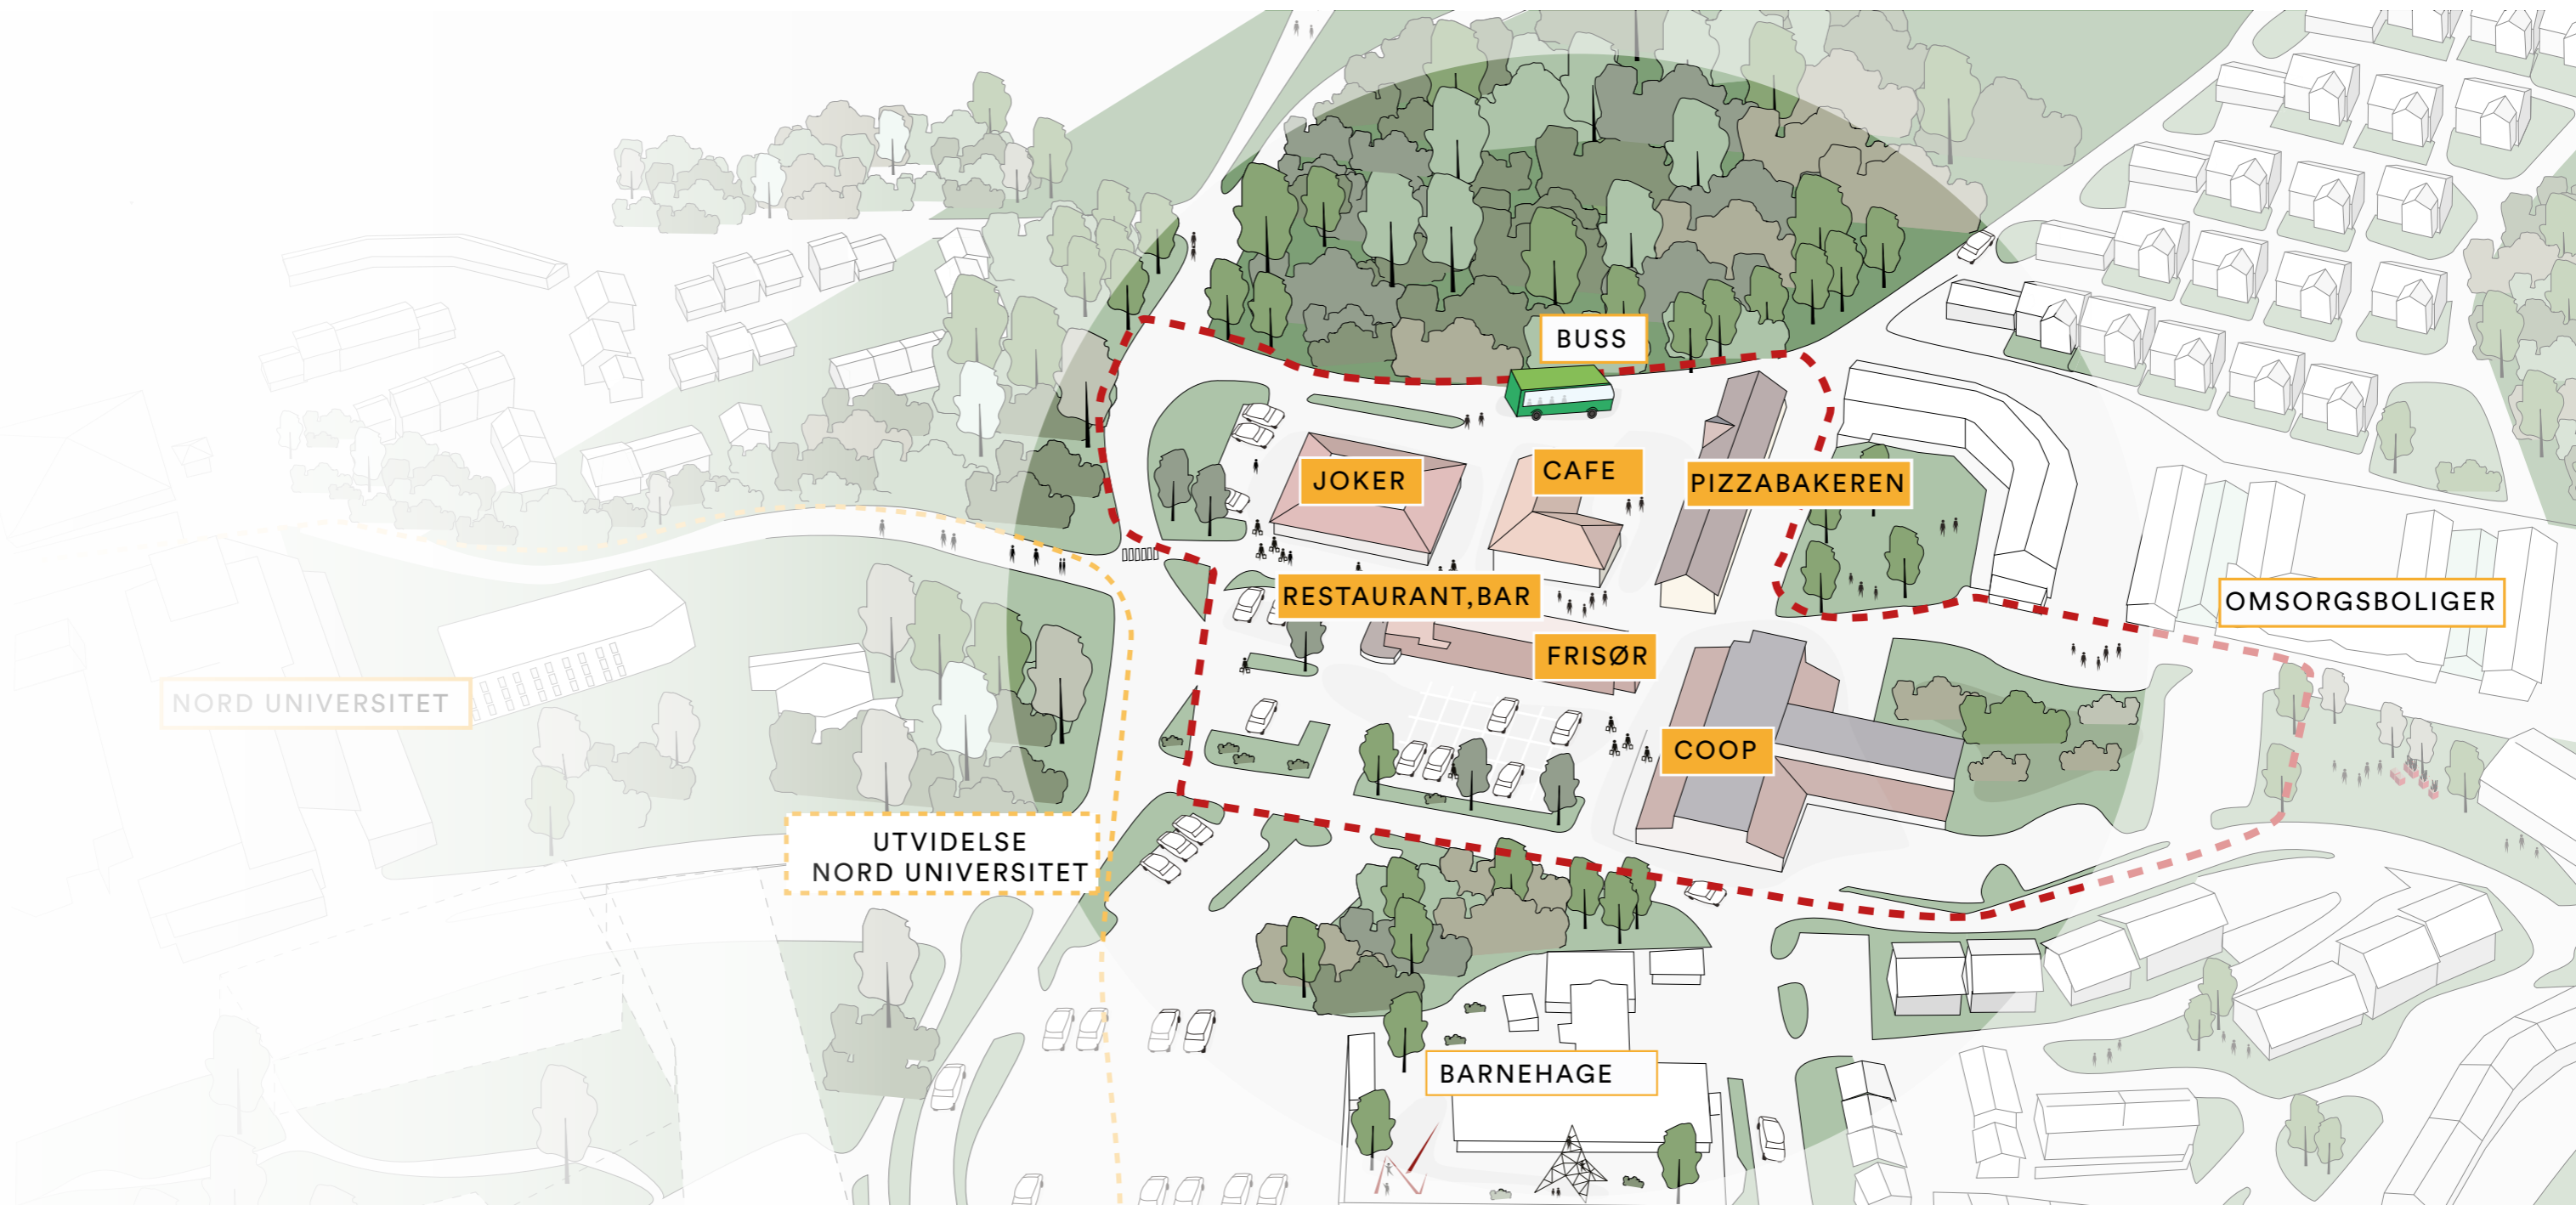 BUSS
JOKER
CAFE
PIZZABAKEREN
RESTAURANT,BAR
FRISØR
OMSORGSBOLIGER
NORD UNIVERSITET
COOP
UTVIDELSE
NORD UNIVERSITET
BARNEHAGE